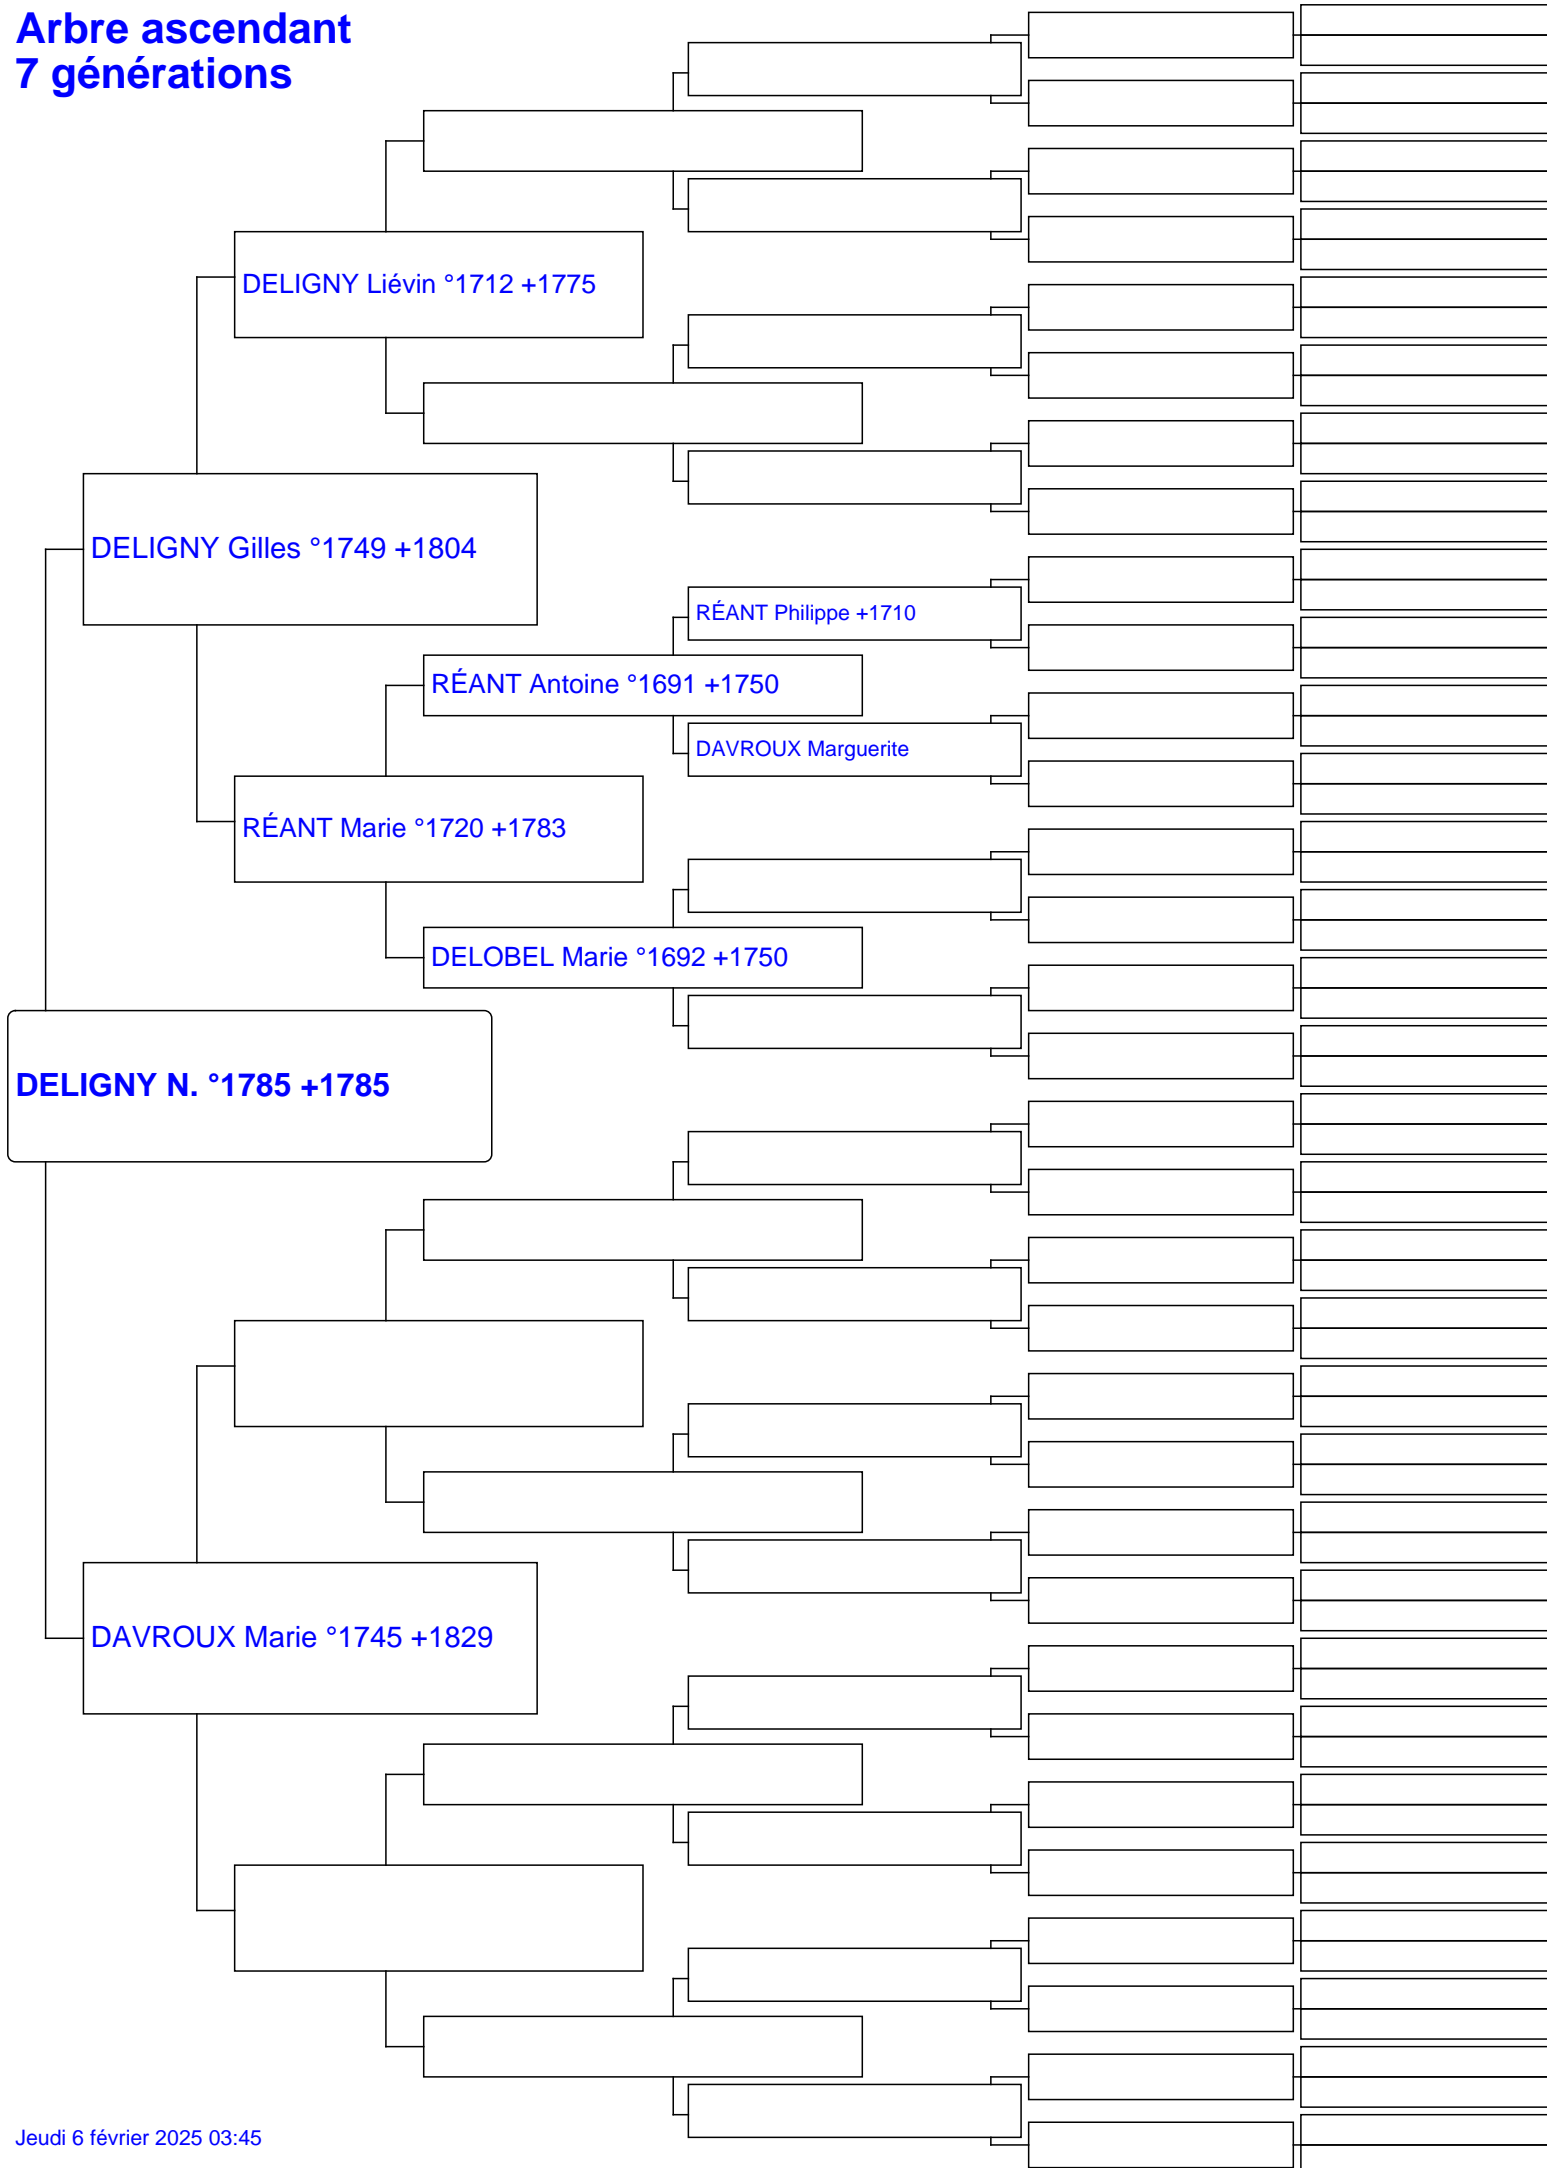 Arbre ascendant
7 générations
DELIGNY Liévin °1712 +1775
DELIGNY Gilles °1749 +1804
RÉANT Philippe +1710
RÉANT Antoine °1691 +1750
DAVROUX Marguerite
RÉANT Marie °1720 +1783
DELOBEL Marie °1692 +1750
DELIGNY N. °1785 +1785
DAVROUX Marie °1745 +1829
Jeudi 6 février 2025 03:45